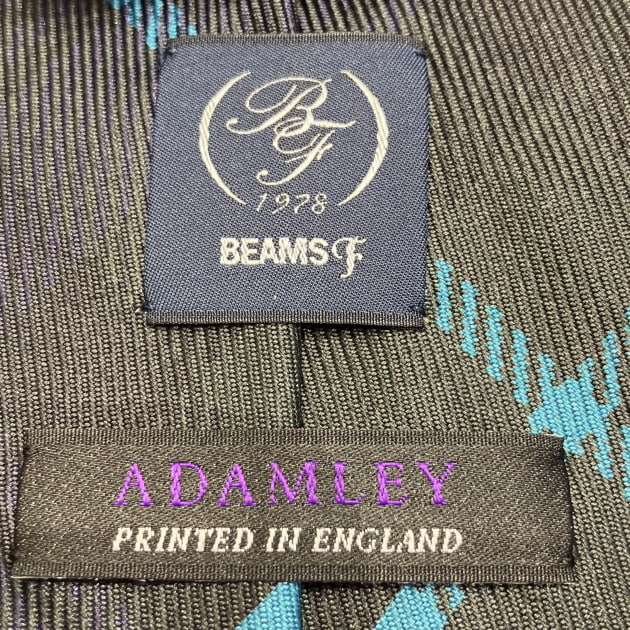 BF
1978
BEAMS F
ADAMLEY
PRINTED IN ENGLAND